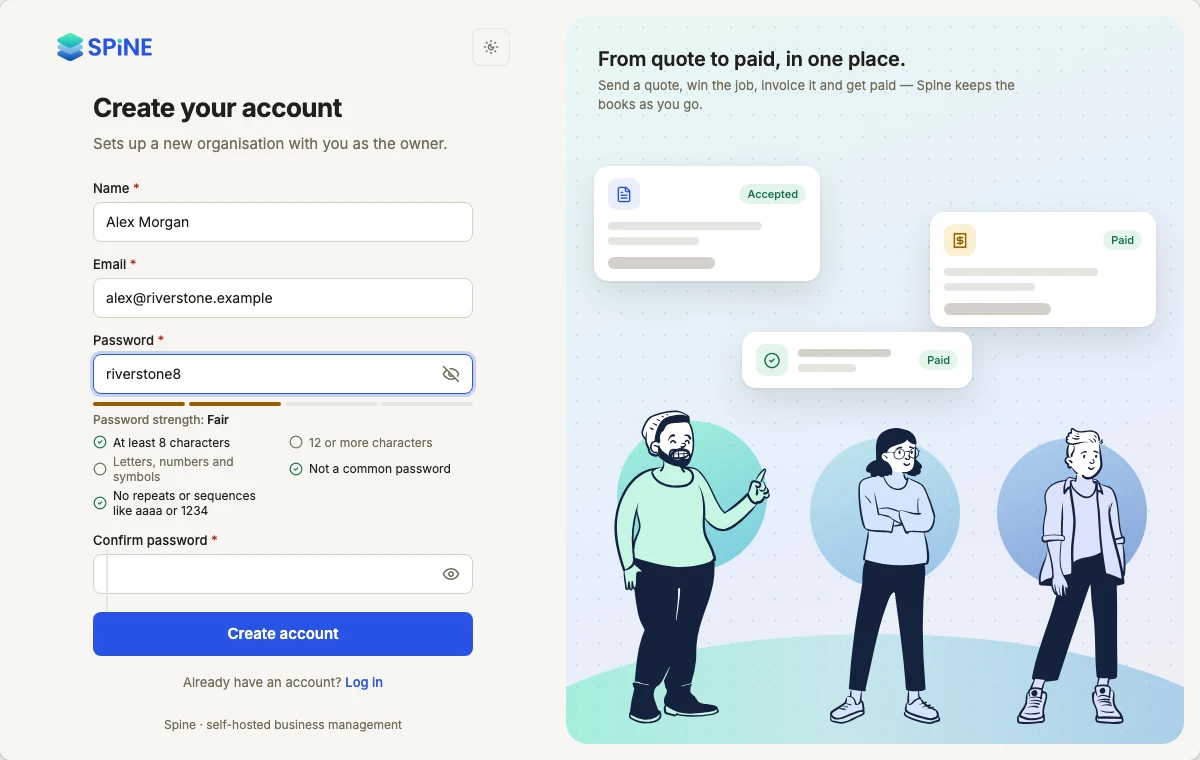 SPiNE
Create your account
Sets up a new organisation with you as the owner.
Name *
Alex Morgan
Email *
alex@riverstone.example
Password *
riverstone8
Password strength: Fair
At least 8 characters
12 or more characters
Letters, numbers and
symbols
Not a common password
No repeats or sequences
like aaaa or 1234
Confirm password *
Create account
Already have an account? Log in
Spine · self-hosted business management
From quote to paid, in one place.
Send a quote, win the job, invoice it and get paid — Spine keeps the
books as you go.
Accepted
$
Paid
Paid